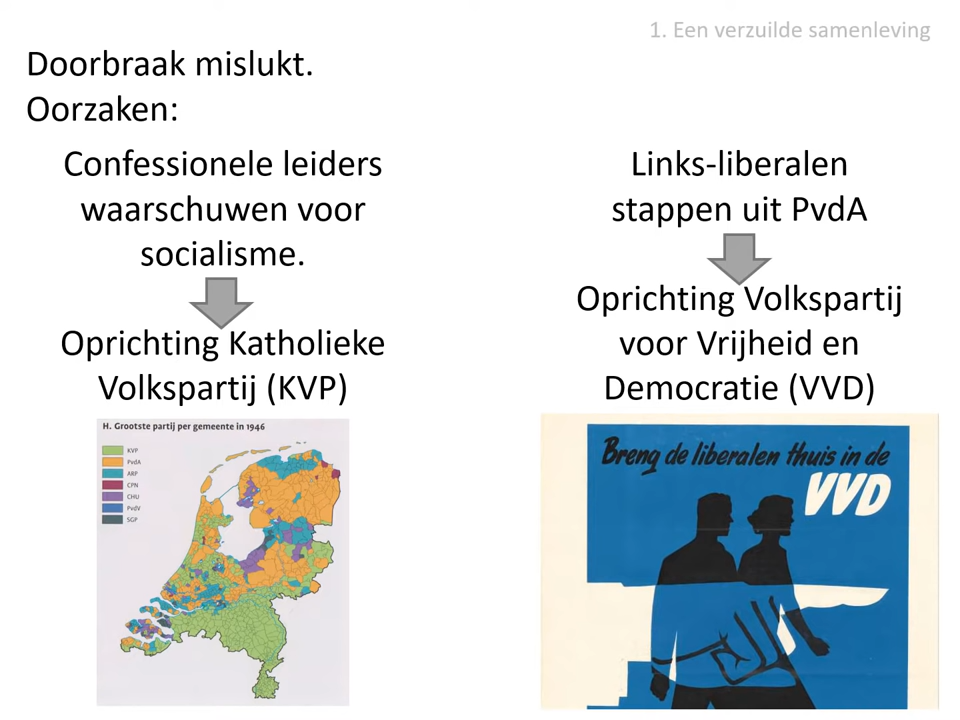 1. Een verzuilde samenleving
Doorbraak mislukt.
Oorzaken:
Confessionele leiders
waarschuwen voor
socialisme.
Oprichting Katholieke
Volkspartij (KVP)
H. Grootste partij per gemeente in 1946
KVP
PvdA
ARP
CPN
CHU
PvdV
SGP
Links-liberalen
stappen uit PvdA
Oprichting Volkspartij
voor Vrijheid en
Democratie (VVD)
Breng de liberalen thuis in de
VVD